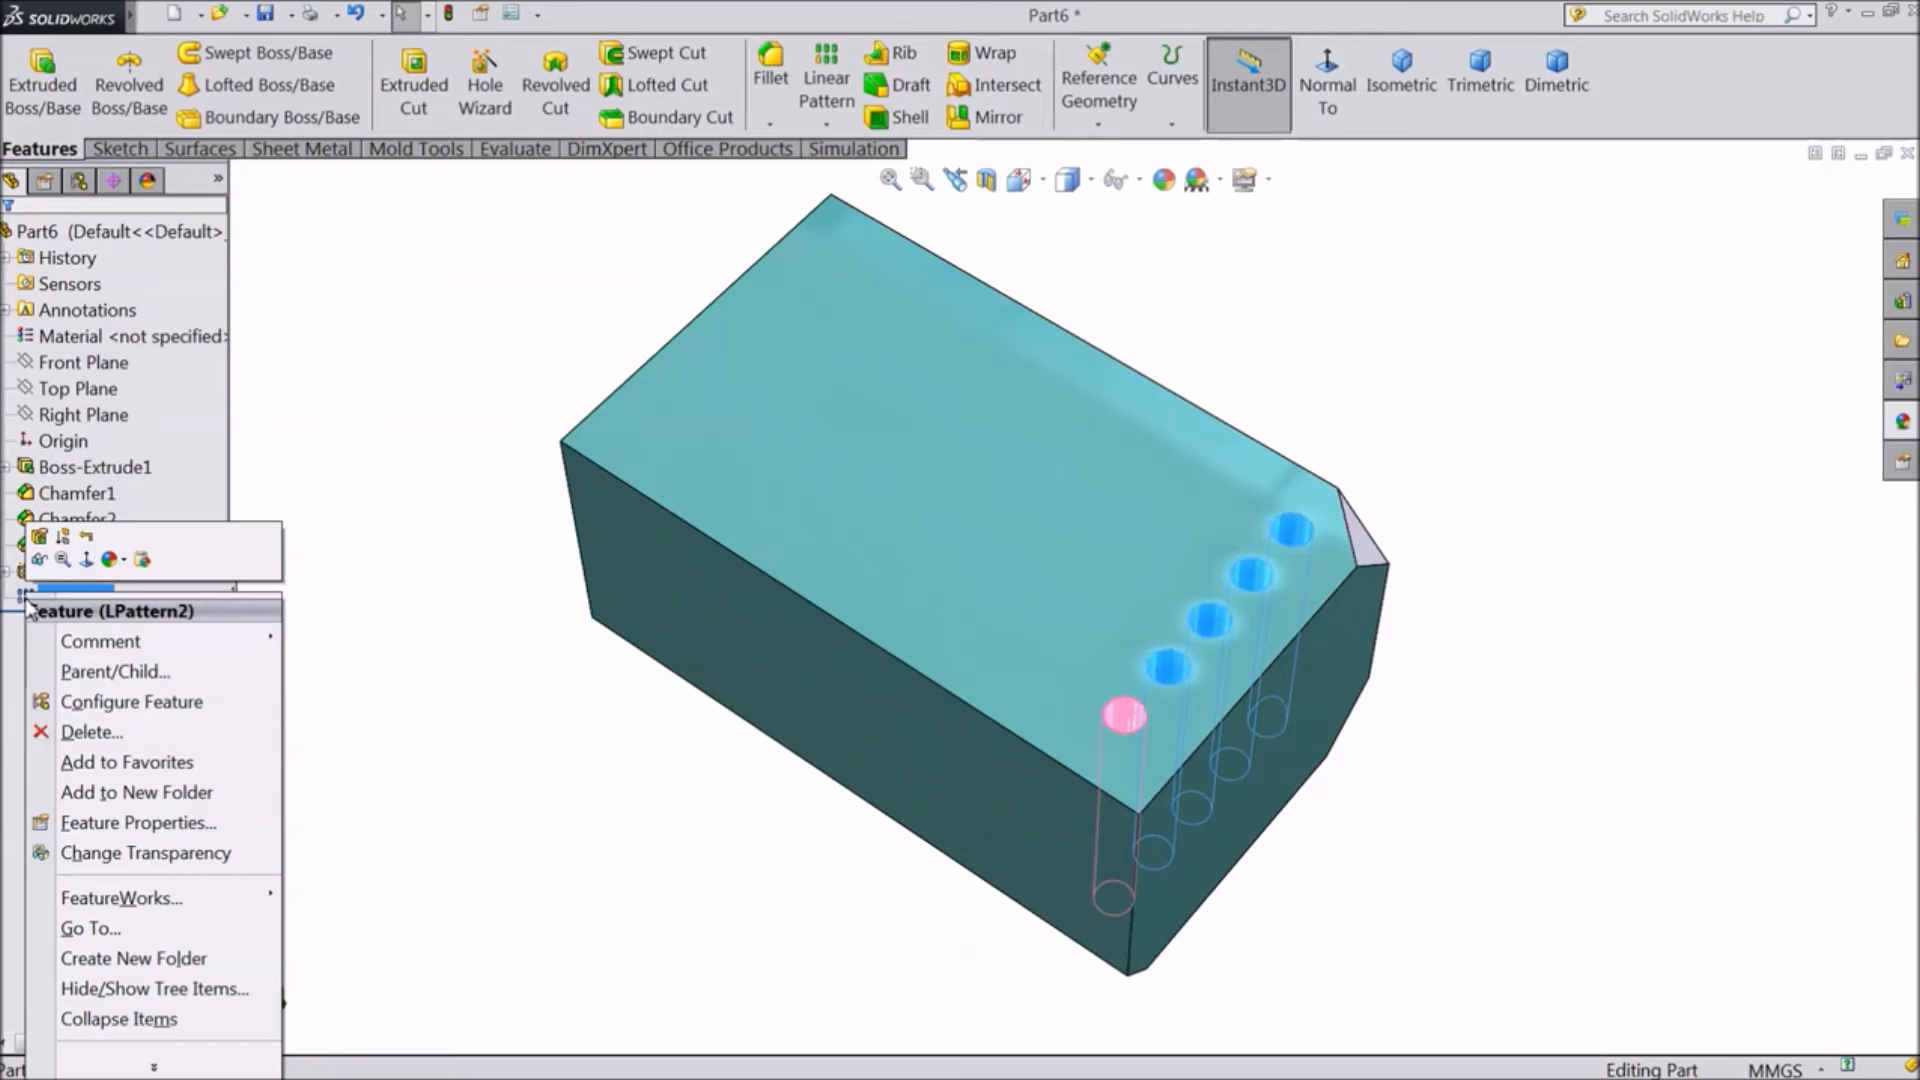 SOLIDWORKS
Part6 *
Search SolidWorks Help
Extruded Boss/Base
Revolved Boss/Base
Swept Boss/Base
Lofted Boss/Base
Boundary Boss/Base
Extruded Cut
Hole Wizard
Revolved Cut
Swept Cut
Lofted Cut
Boundary Cut
Fillet
Linear Pattern
Rib
Draft
Shell
Wrap
Intersect
Mirror
Reference Geometry
Curves
Instant3D
Normal To
Isometric
Trimetric
Dimetric
Features
Sketch
Surfaces
Sheet Metal
Mold Tools
Evaluate
DimXpert
Office Products
Simulation
Part6 (Default<<Default>
History
Sensors
Annotations
Material <not specified>
Front Plane
Top Plane
Right Plane
Origin
Boss-Extrude1
Chamfer1
Chamfer2
Feature (LPattern2)
Comment
Parent/Child...
Configure Feature
Delete...
Add to Favorites
Add to New Folder
Feature Properties...
Change Transparency
FeatureWorks...
Go To...
Create New Folder
Hide/Show Tree Items...
Collapse Items
Editing Part
MMGS